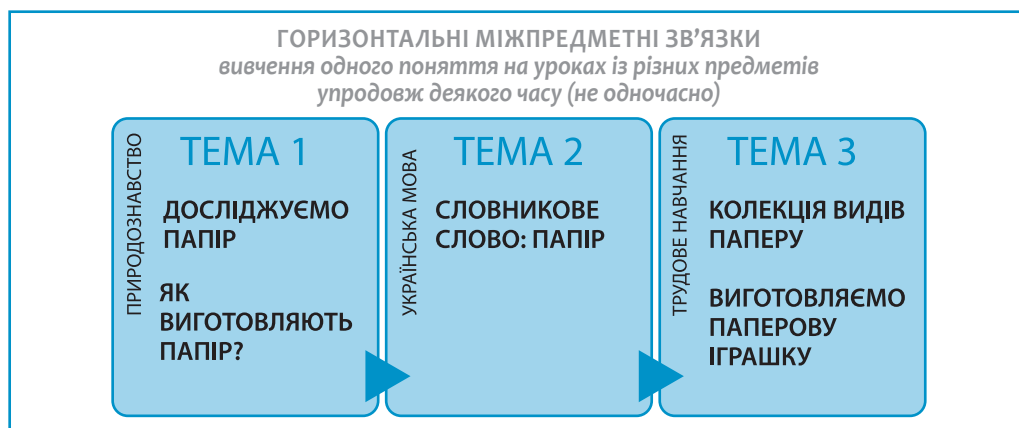 ГОРИЗОНТАЛЬНІ МІЖПРЕДМЕТНІ ЗВ’ЯЗКИ
вивчення одного поняття на уроках із різних предметів
упродовж деякого часу (не одночасно)
ПРИРОДОЗНАВСТВО
ТЕМА 1
ДОСЛІДЖУЄМО
ПАПІР
ЯК
ВИГОТОВЛЯЮТЬ
ПАПІР?
УКРАЇНСЬКА МОВА
ТЕМА 2
СЛОВНИКОВЕ
СЛОВО: ПАПІР
ТРУДОВЕ НАВЧАННЯ
ТЕМА 3
КОЛЕКЦІЯ ВИДІВ
ПАПЕРУ
ВИГОТОВЛЯЄМО
ПАПЕРОВУ
ІГРАШКУ